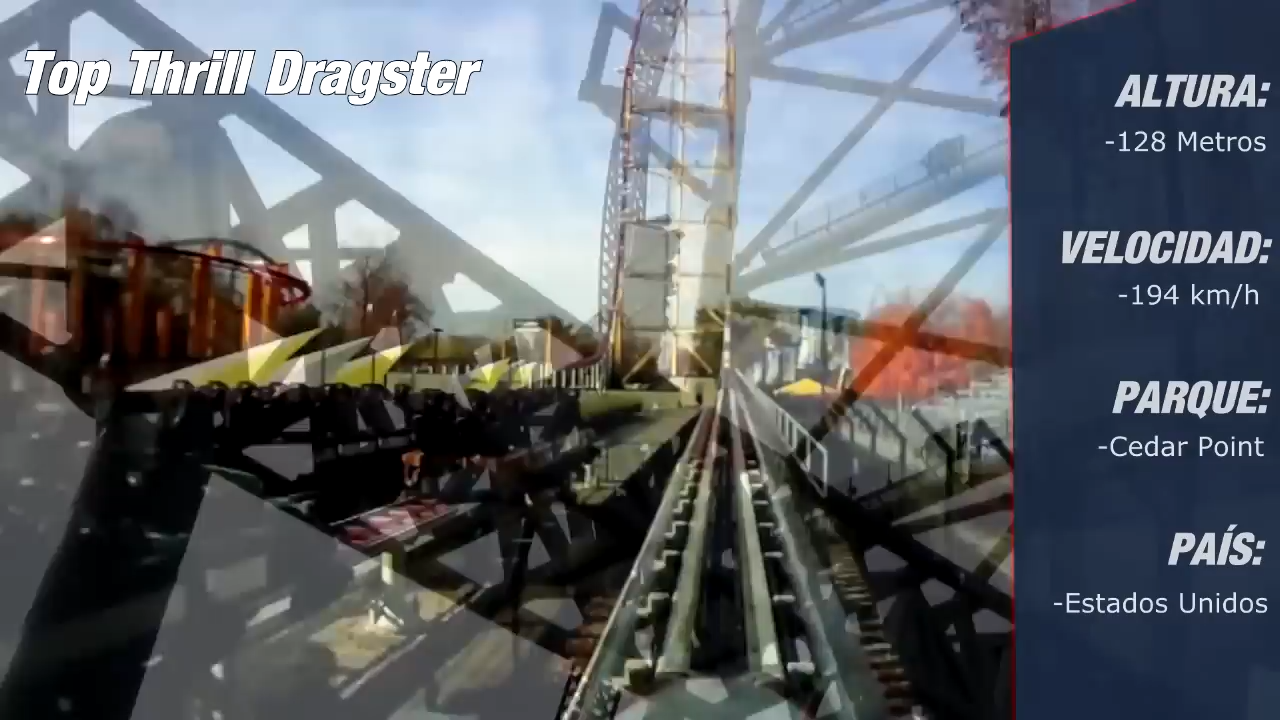 Top Thrill Dragster
ALTURA:
-128 Metros
VELOCIDAD:
-194 km/h
PARQUE:
-Cedar Point
PAÍS:
-Estados Unidos